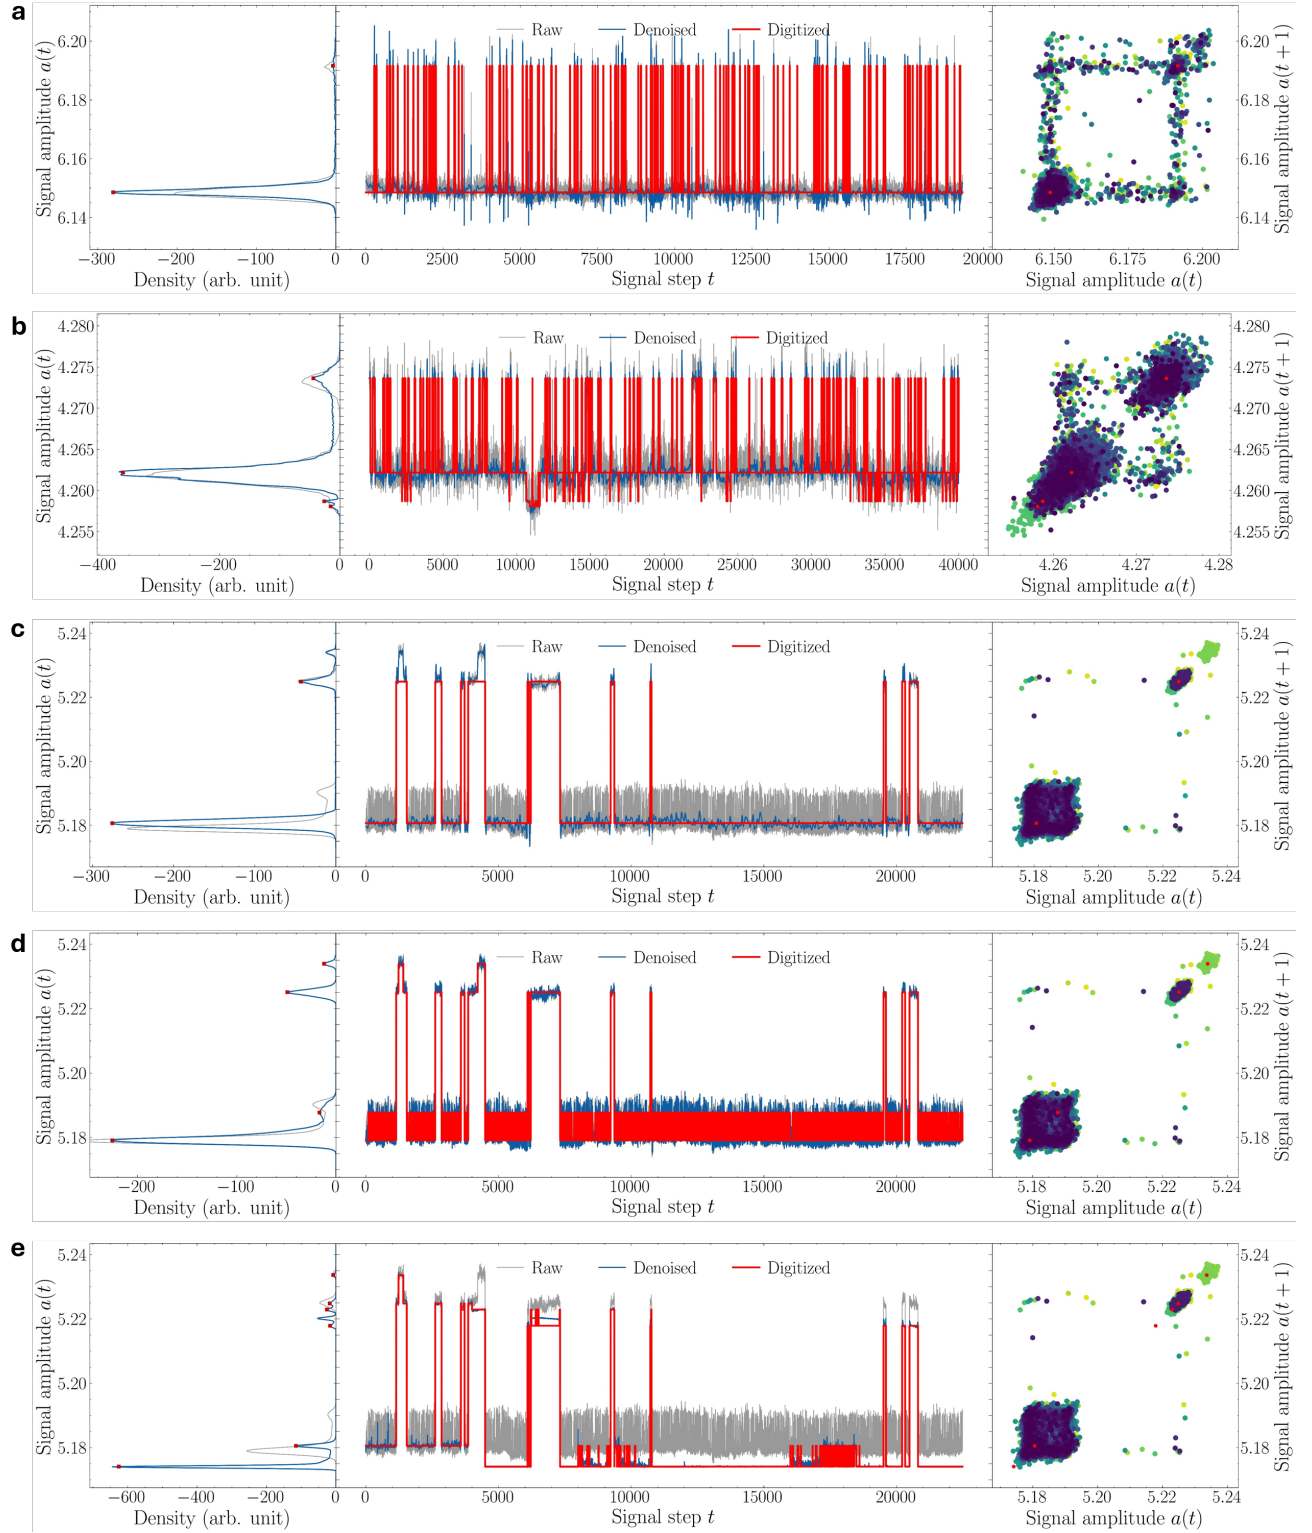 a
Signal amplitude a(t)
6.20
6.18
6.16
6.14
−300 −200 −100 0
Density (arb. unit)
Raw Denoised Digitized
0 2500 5000 7500 10000 12500 15000 17500 20000
Signal step t
6.150 6.175 6.200
Signal amplitude a(t)
6.20
6.18
6.16
6.14
Signal amplitude a(t + 1)
b
Signal amplitude a(t)
4.280
4.275
4.270
4.265
4.260
4.255
−400 −200 0
Density (arb. unit)
Raw Denoised Digitized
0 5000 10000 15000 20000 25000 30000 35000 40000
Signal step t
4.26 4.27 4.28
Signal amplitude a(t)
4.280
4.275
4.270
4.265
4.260
4.255
Signal amplitude a(t + 1)
c
Signal amplitude a(t)
5.24
5.22
5.20
5.18
−300 −200 −100 0
Density (arb. unit)
Raw Denoised Digitized
0 5000 10000 15000 20000
Signal step t
5.18 5.20 5.22 5.24
Signal amplitude a(t)
5.24
5.22
5.20
5.18
Signal amplitude a(t + 1)
d
Signal amplitude a(t)
5.24
5.22
5.20
5.18
−200 −100 0
Density (arb. unit)
Raw Denoised Digitized
0 5000 10000 15000 20000
Signal step t
5.18 5.20 5.22 5.24
Signal amplitude a(t)
5.24
5.22
5.20
5.18
Signal amplitude a(t + 1)
e
Signal amplitude a(t)
5.24
5.22
5.20
5.18
−600 −400 −200 0
Density (arb. unit)
Raw Denoised Digitized
0 5000 10000 15000 20000
Signal step t
5.18 5.20 5.22 5.24
Signal amplitude a(t)
5.24
5.22
5.20
5.18
Signal amplitude a(t + 1)